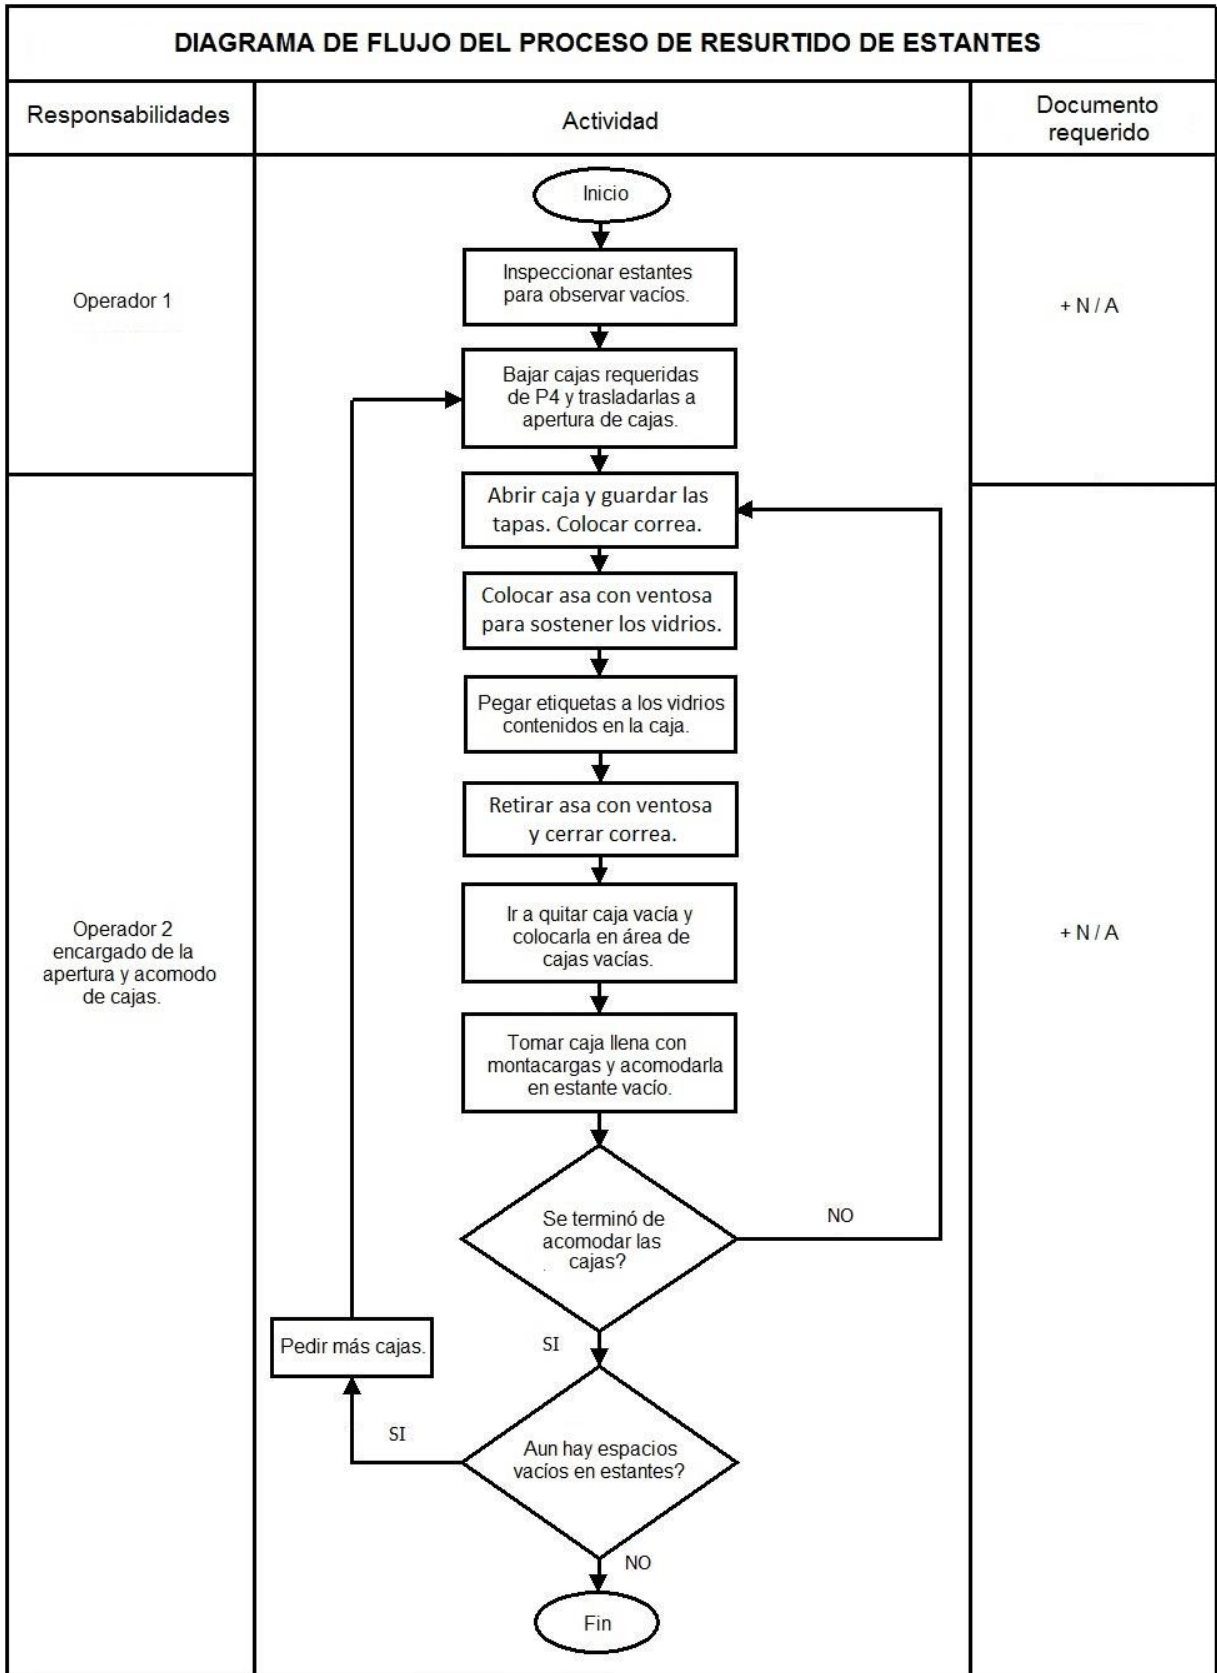 DIAGRAMA DE FLUJO DEL PROCESO DE RESURTIDO DE ESTANTES
Responsabilidades
Actividad
Documento
requerido
Inicio
Operador 1
Inspeccionar estantes
para observar vacíos.
+ N / A
Bajar cajas requeridas
de P4 y trasladarlas a
apertura de cajas.
Abrir caja y guardar las
tapas. Colocar correa.
Colocar asa con ventosa
para sostener los vidrios.
Pegar etiquetas a los vidrios
contenidos en la caja.
Retirar asa con ventosa
y cerrar correa.
Operador 2
encargado de la
apertura y acomodo
de cajas.
Ir a quitar caja vacía y
colocarla en área de
cajas vacías.
+ N / A
Tomar caja llena con
montacargas y acomodarla
en estante vacío.
Se terminó de
acomodar las
cajas?
NO
SI
Pedir más cajas.
SI
Aun hay espacios
vacíos en estantes?
NO
Fin